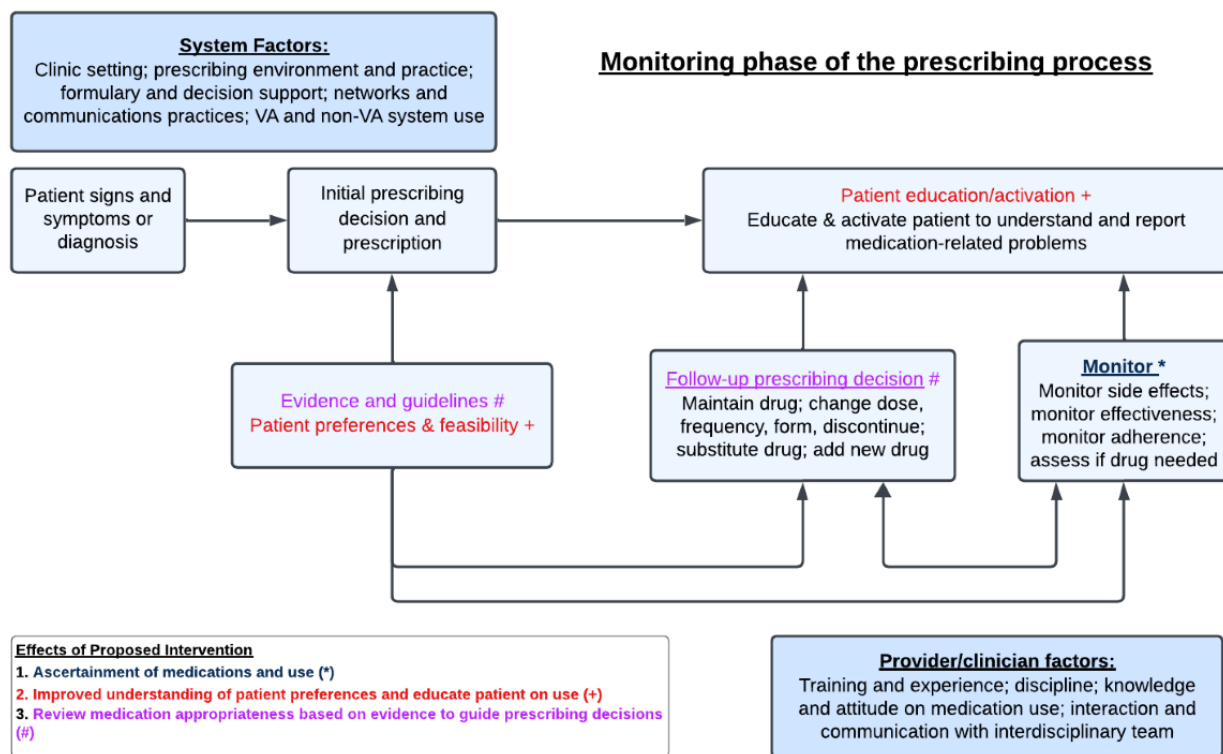 System Factors:
Clinic setting; prescribing environment and practice;
formulary and decision support; networks and
communications practices; VA and non-VA system use
Monitoring phase of the prescribing process
Patient signs and
symptoms or
diagnosis
Initial prescribing
decision and
prescription
Patient education/activation +
Educate & activate patient to understand and report
medication-related problems
Evidence and guidelines #
Patient preferences & feasibility +
Follow-up prescribing decision #
Maintain drug; change dose,
frequency, form, discontinue;
substitute drug; add new drug
Monitor *
Monitor side effects;
monitor effectiveness;
monitor adherence;
assess if drug needed
Effects of Proposed Intervention
1. Ascertainment of medications and use (*)
2. Improved understanding of patient preferences and educate patient on use (+)
3. Review medication appropriateness based on evidence to guide prescribing decisions
(#)
Provider/clinician factors:
Training and experience; discipline; knowledge
and attitude on medication use; interaction and
communication with interdisciplinary team